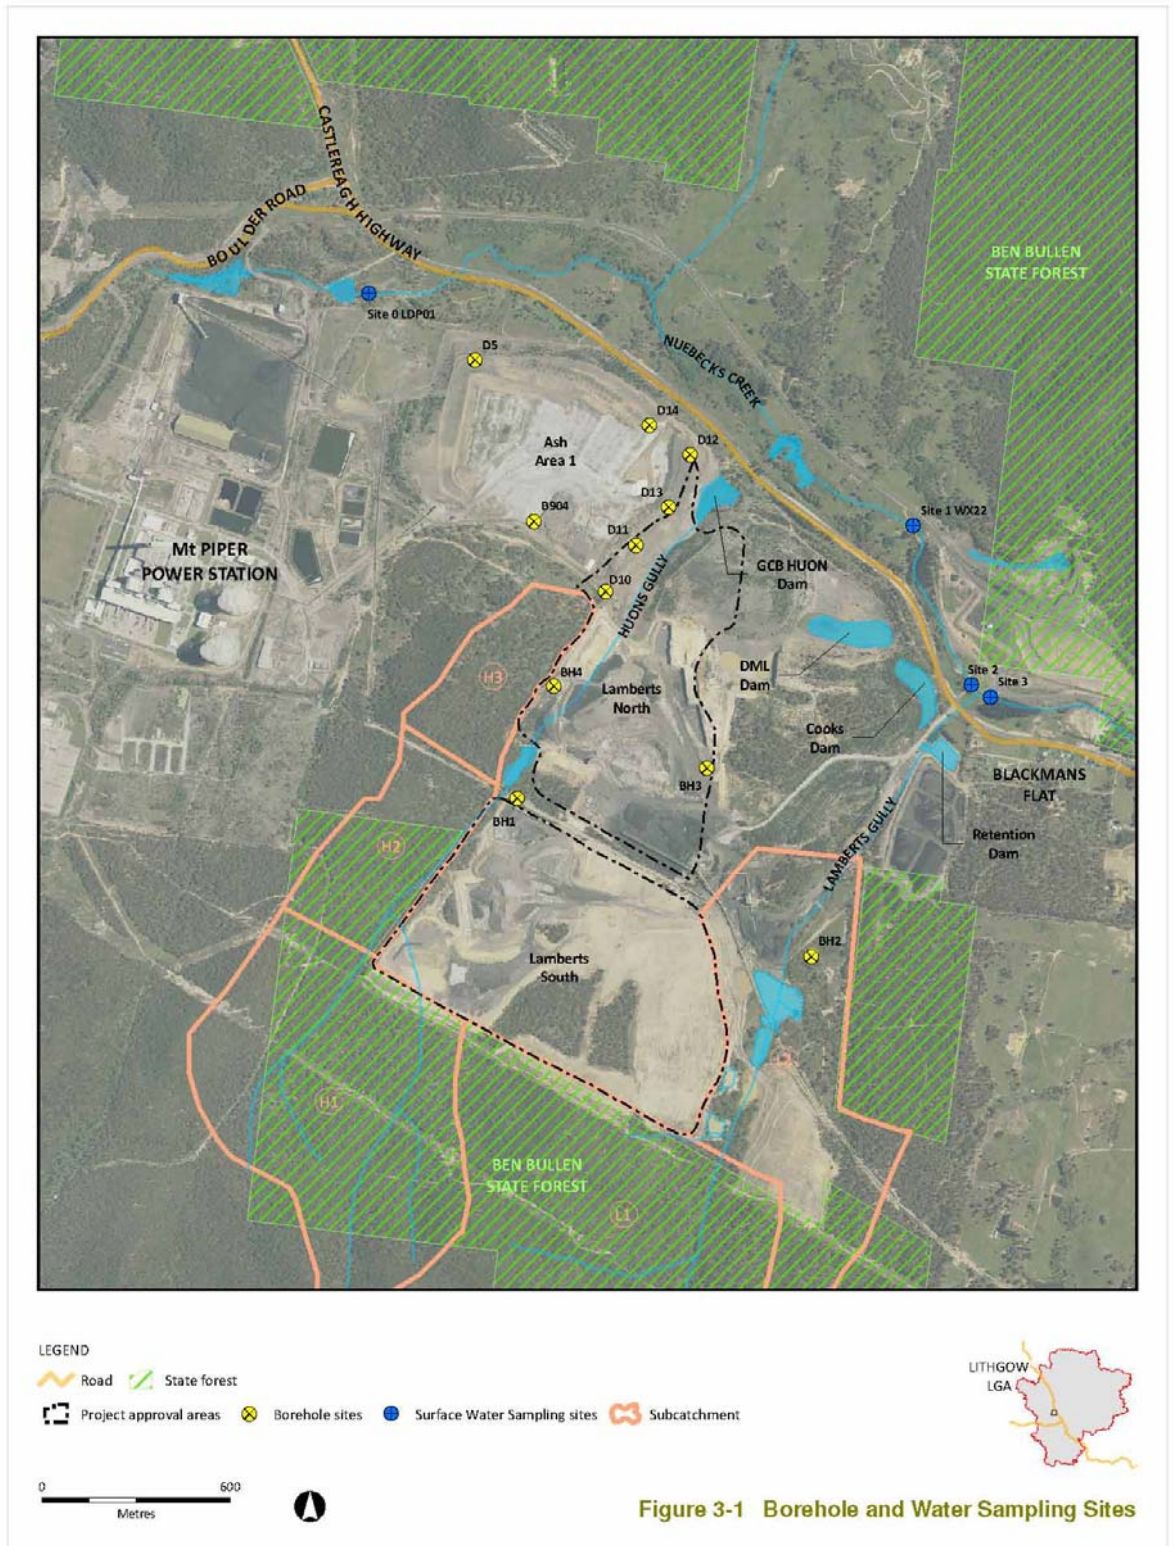 CASTLEREAGH HIGHWAY
BOULDER ROAD
BEN BULLEN
STATE FOREST
Site 0 LDP01
NUEBECKS CREEK
D5
D14
Ash
Area 1
D12
D13
B904
Site 1 WX22
D11
Mt PIPER
POWER STATION
GCB HUON
Dam
D10
HUONS GULLY
H3
BH4
DML
Dam
Site 2
Site 3
Lamberts
North
Cooks
Dam
BH3
BLACKMANS
FLAT
BH1
Retention
Dam
H2
LAMBERTS GULLY
BH2
Lamberts
South
H1
BEN BULLEN
STATE FOREST
L1
LEGEND
Road
State forest
Project approval areas
Borehole sites
Surface Water Sampling sites
Subcatchment
LITHGOW
LGA
0
600
Metres
Figure 3-1 Borehole and Water Sampling Sites